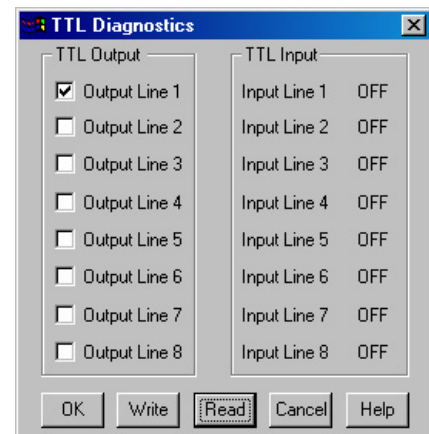 TTL Diagnostics
TTL Output
Output Line 1
Output Line 2
Output Line 3
Output Line 4
Output Line 5
Output Line 6
Output Line 7
Output Line 8
TTL Input
Input Line 1 OFF
Input Line 2 OFF
Input Line 3 OFF
Input Line 4 OFF
Input Line 5 OFF
Input Line 6 OFF
Input Line 7 OFF
Input Line 8 OFF
OK Write Read Cancel Help